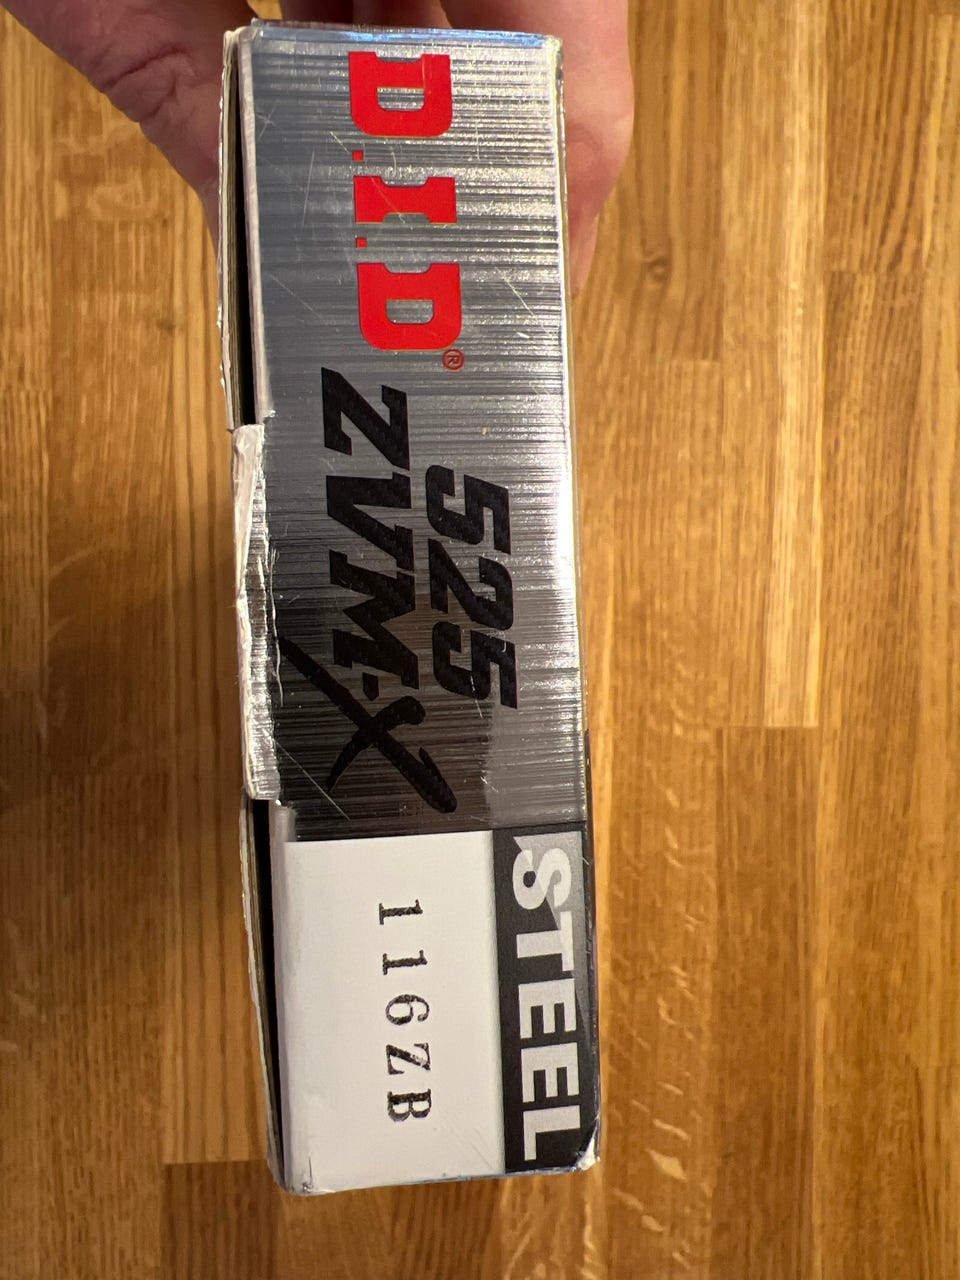 D.I.D®
525
ZVM-X
STEEL
116ZB